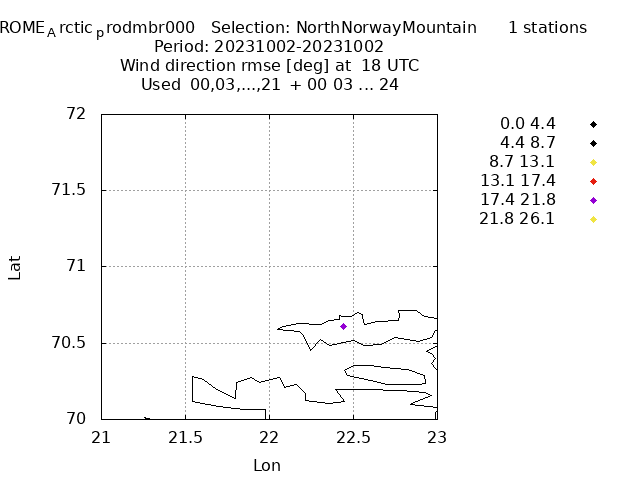 ROME_A rctic_p rodmbr000 Selection: NorthNorwayMountain 1 stations
Period: 20231002-20231002
Wind direction rmse [deg] at 18 UTC
Used 00,03,...,21 + 00 03 ... 24
72
71.5
71
70.5
70
21 21.5 22 22.5 23
Lat
Lon
0.0 4.4
4.4 8.7
8.7 13.1
13.1 17.4
17.4 21.8
21.8 26.1